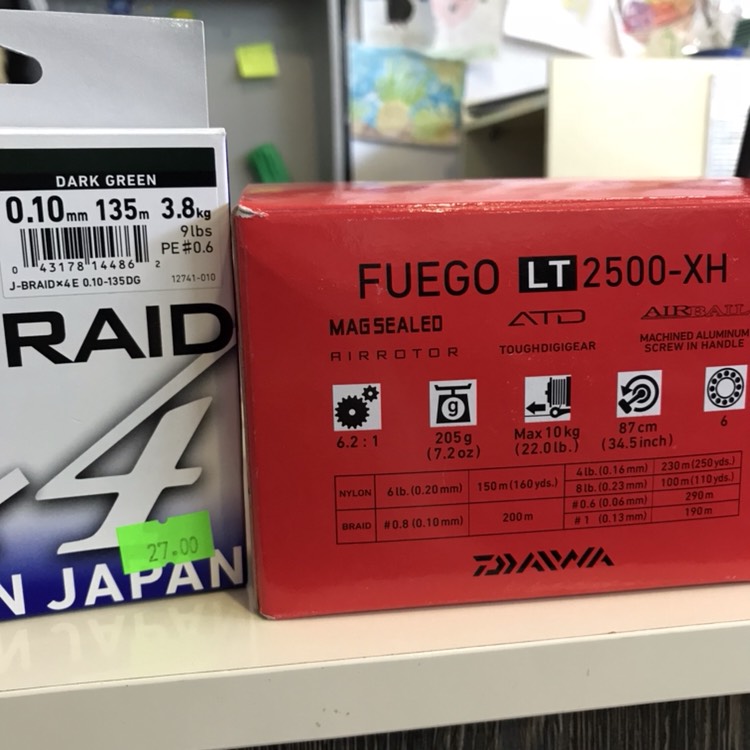 DARK GREEN
0.10mm 135m 3.8kg
9lbs
PE#0.6
0 43178 14486 2
J-BRAID×4E 0.10-135DG 12741-010
RAID
4
27.00
N JAPAN
FUEGO LT 2500-XH
MAGSEALED ATD AIRBAIL
AIRROTOR TOUGHDIGIGEAR MACHINED ALUMINUM
SCREW IN HANDLE
g
6.2 : 1 205g Max 10kg 87cm 6
(7.2oz) (22.0lb.) (34.5inch)
NYLON 6lb. (0.20mm) 150m (160yds.) 4lb. (0.16mm) 230m (250yds.)
8lb. (0.23mm) 100m (110yds.)
BRAID #0.8 (0.10mm) 200m #0.6 (0.06mm) 290m
#1 (0.13mm) 190m
DAIWA